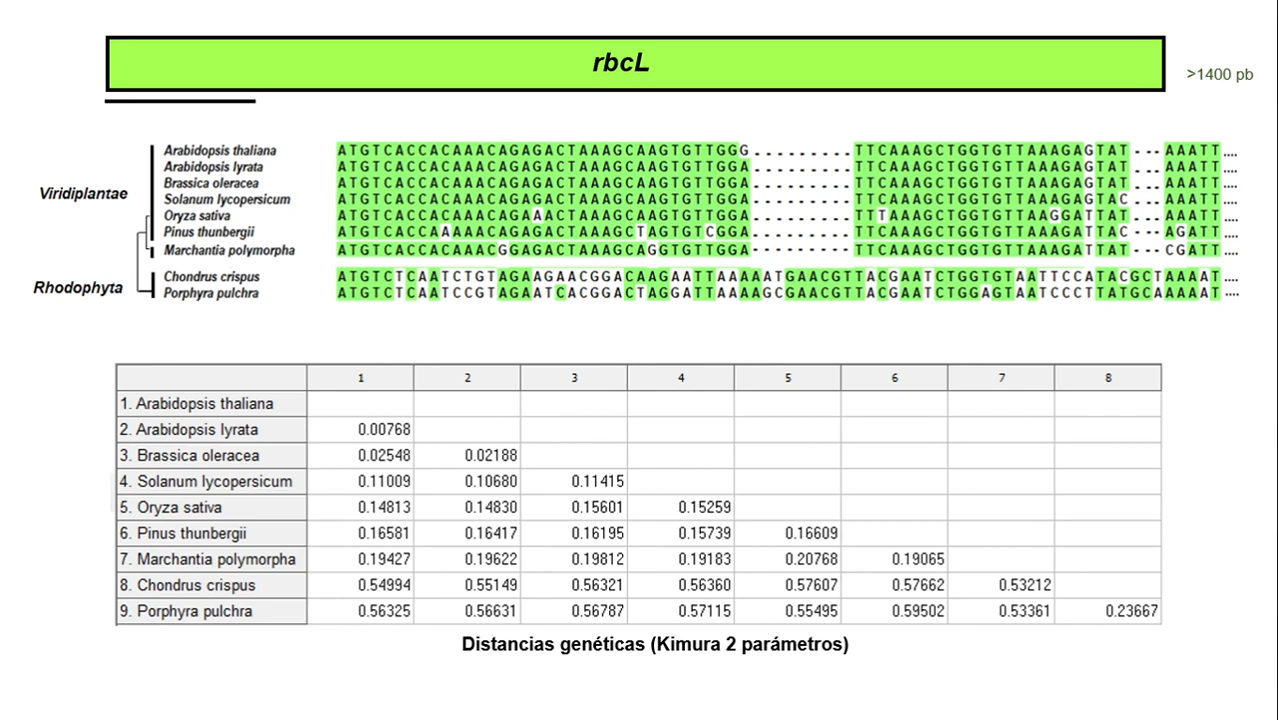 rbcL
>1400 pb
Viridiplantae
Arabidopsis thaliana ATGTCACCACAAACAGAGACTAAAGCAAGTGTTGGG.........TTCAAAGCTGGTGTTAAAGAGTAT---AAATT....
Arabidopsis lyrata ATGTCACCACAAACAGAGACTAAAGCAAGTGTTGGA.........TTCAAAGCTGGTGTTAAAGAGTAT---AAATT....
Brassica oleracea ATGTCACCACAAACAGAGACTAAAGCAAGTGTTGGA.........TTCAAAGCTGGTGTTAAAGAGTAT---AAATT....
Solanum lycopersicum ATGTCACCACAAACAGAGACTAAAGCAAGTGTTGGA.........TTCAAAGCTGGTGTTAAAGAGTAC---AAATT....
Oryza sativa ATGTCACCACAAACAGAAACTAAAGCAAGTGTTGGA.........TTTAAAGCTGGTGTTAAGGATTAT---AAATT....
Pinus thunbergii ATGTCACCAAAAACAGAGACTAAAGCTAGTGTCGGA.........TTCAAAGCTGGTGTTAAAGATTAC---AGATT....
Marchantia polymorpha ATGTCACCACAAACGGAGACTAAAGCAGGTGTTGGA---------TTCAAAGCTGGTGTTAAAGATTAT---CGATT....
Rhodophyta
Chondrus crispus ATGTCTCAATCTGTAGAAGAACGGACAAGAATTAAAAATGAACGTTACGAATCTGGTGTAATTCCATACGCTAAAAT....
Porphyra pulchra ATGTCTCAATCCGTAGAATCACGGACTAGGATTAAAAGCGAACGTTACGAATCTGGAGTAATCCCTTATGCAAAAAT....
1 2 3 4 5 6 7 8
1. Arabidopsis thaliana
2. Arabidopsis lyrata 0.00768
3. Brassica oleracea 0.02548 0.02188
4. Solanum lycopersicum 0.11009 0.10680 0.11415
5. Oryza sativa 0.14813 0.14830 0.15601 0.15259
6. Pinus thunbergii 0.16581 0.16417 0.16195 0.15739 0.16609
7. Marchantia polymorpha 0.19427 0.19622 0.19812 0.19183 0.20768 0.19065
8. Chondrus crispus 0.54994 0.55149 0.56321 0.56360 0.57607 0.57662 0.53212
9. Porphyra pulchra 0.56325 0.56631 0.56787 0.57115 0.55495 0.59502 0.53361 0.23667
Distancias genéticas (Kimura 2 parámetros)